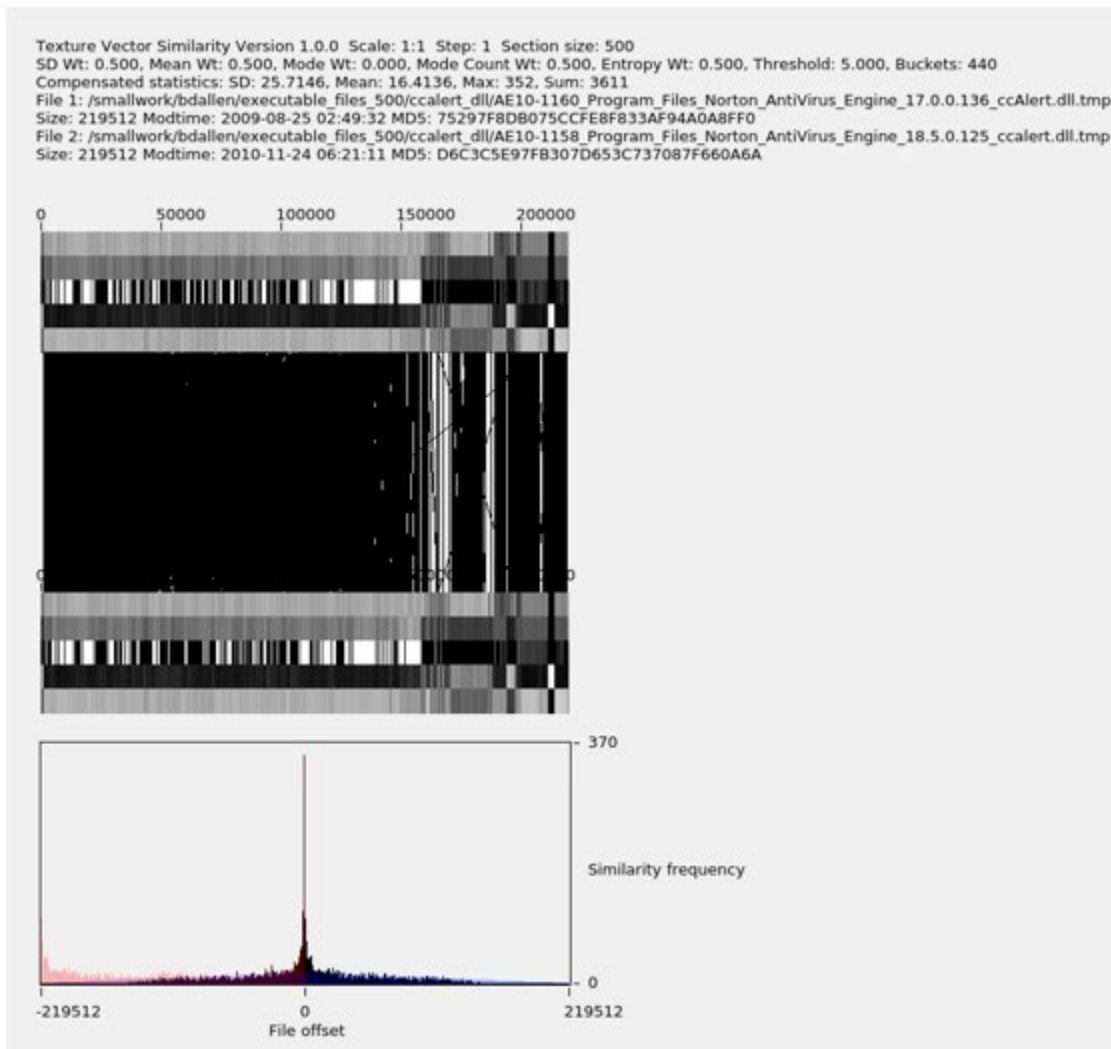 Texture Vector Similarity Version 1.0.0 Scale: 1:1 Step: 1 Section size: 500
SD Wt: 0.500, Mean Wt: 0.500, Mode Wt: 0.000, Mode Count Wt: 0.500, Entropy Wt: 0.500, Threshold: 5.000, Buckets: 440
Compensated statistics: SD: 25.7146, Mean: 16.4136, Max: 352, Sum: 3611
File 1: /smallwork/bdallen/executable_files_500/ccalert_dll/AE10-1160_Program_Files_Norton_AntiVirus_Engine_17.0.0.136_ccAlert.dll.tmp
Size: 219512 Modtime: 2009-08-25 02:49:32 MD5: 75297F8DB075CCFE8F833AF94A0A8FF0
File 2: /smallwork/bdallen/executable_files_500/ccalert_dll/AE10-1158_Program_Files_Norton_AntiVirus_Engine_18.5.0.125_ccalert.dll.tmp
Size: 219512 Modtime: 2010-11-24 06:21:11 MD5: D6C3C5E97FB307D653C737087F660A6A
0 50000 100000 150000 200000
370
Similarity frequency
0
-219512 0 219512
File offset